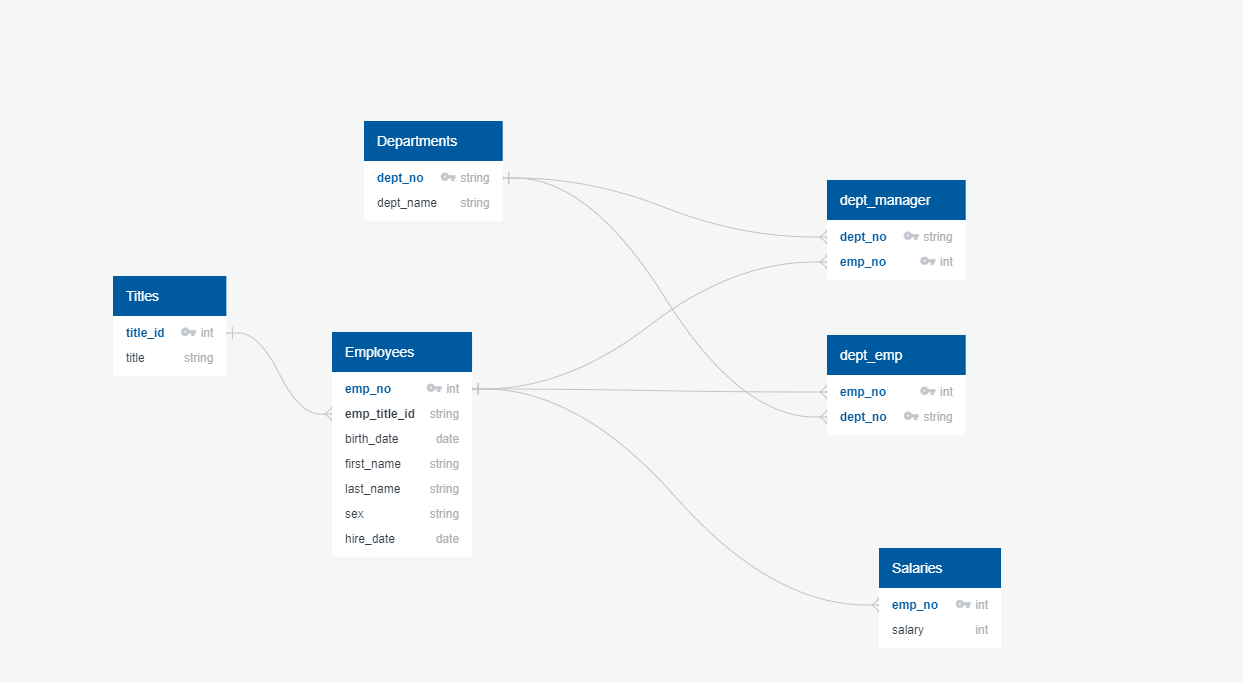 Departments
dept_no string
dept_name string
dept_manager
dept_no string
emp_no int
Titles
title_id int
title string
Employees
emp_no int
emp_title_id string
birth_date date
first_name string
last_name string
sex string
hire_date date
dept_emp
emp_no int
dept_no string
Salaries
emp_no int
salary int